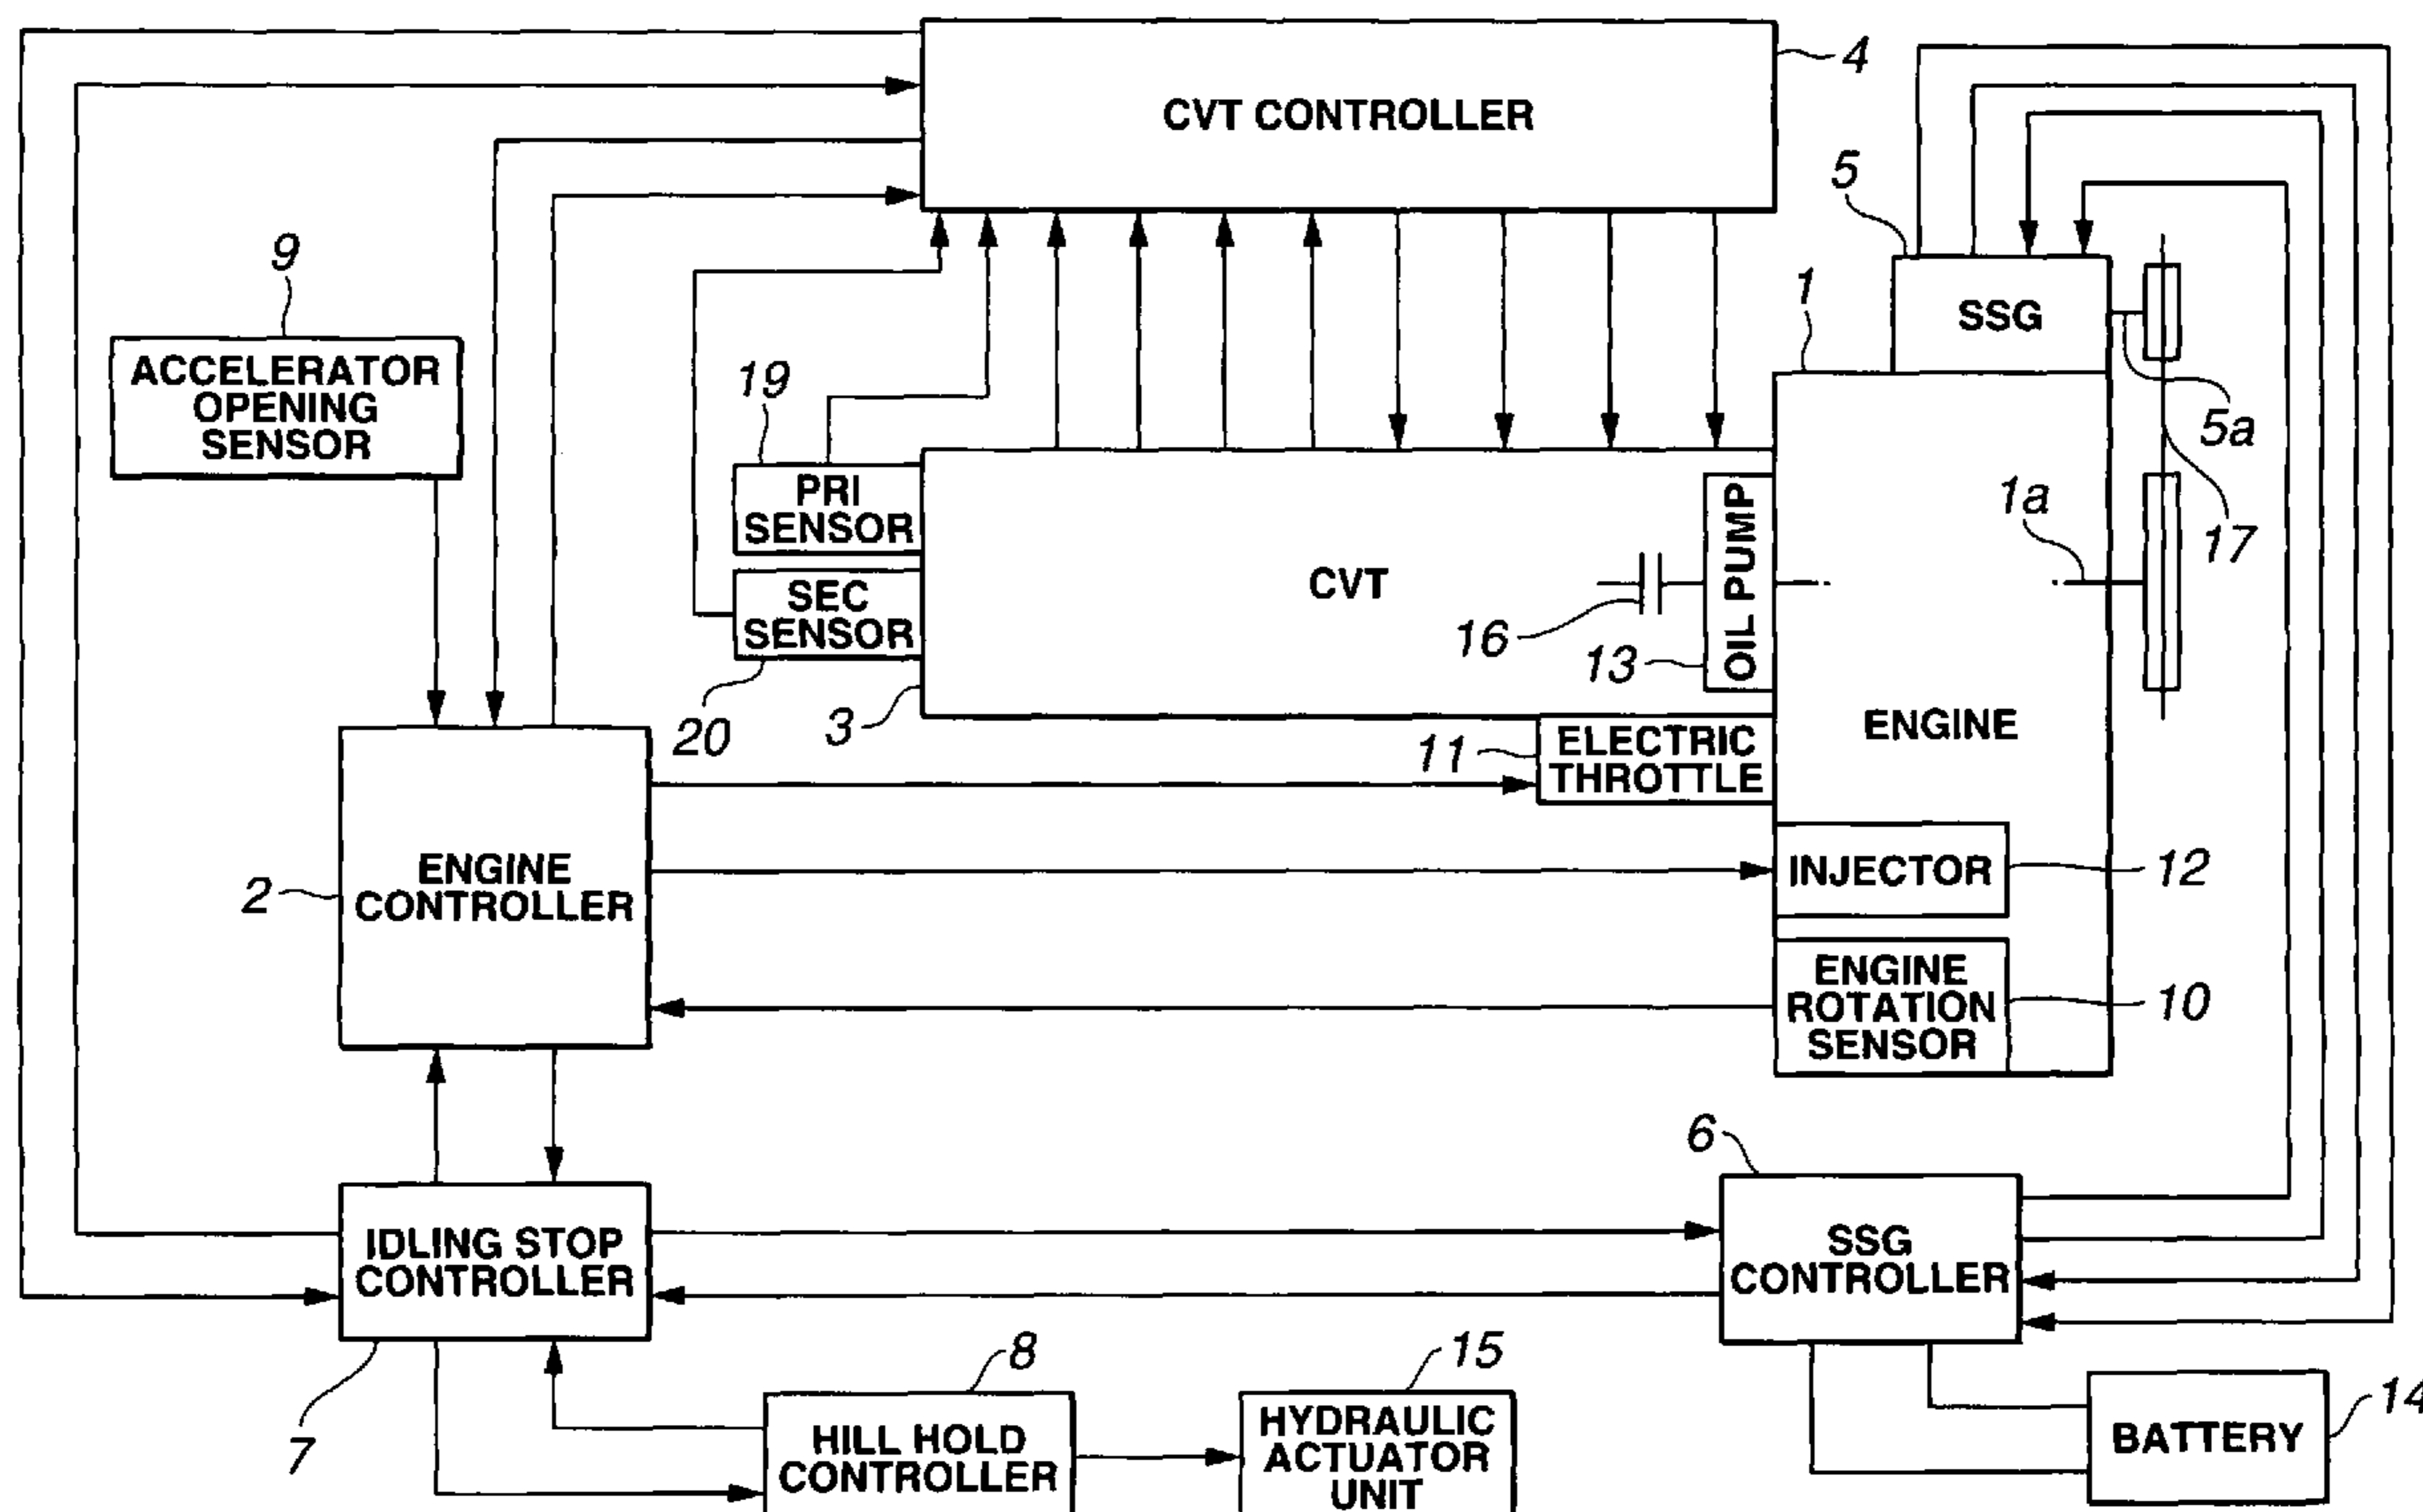 4
CVT CONTROLLER
5
9
1
SSG
ACCELERATOR
OPENING
SENSOR
19
5a
PRI
SENSOR
OIL PUMP
1a
17
CVT
SEC
SENSOR
16
13
20
3
ENGINE
11
ELECTRIC
THROTTLE
2
ENGINE
CONTROLLER
INJECTOR
12
ENGINE
ROTATION
SENSOR
10
6
IDLING STOP
CONTROLLER
SSG
CONTROLLER
7
8
15
HILL HOLD
CONTROLLER
HYDRAULIC
ACTUATOR
UNIT
14
BATTERY